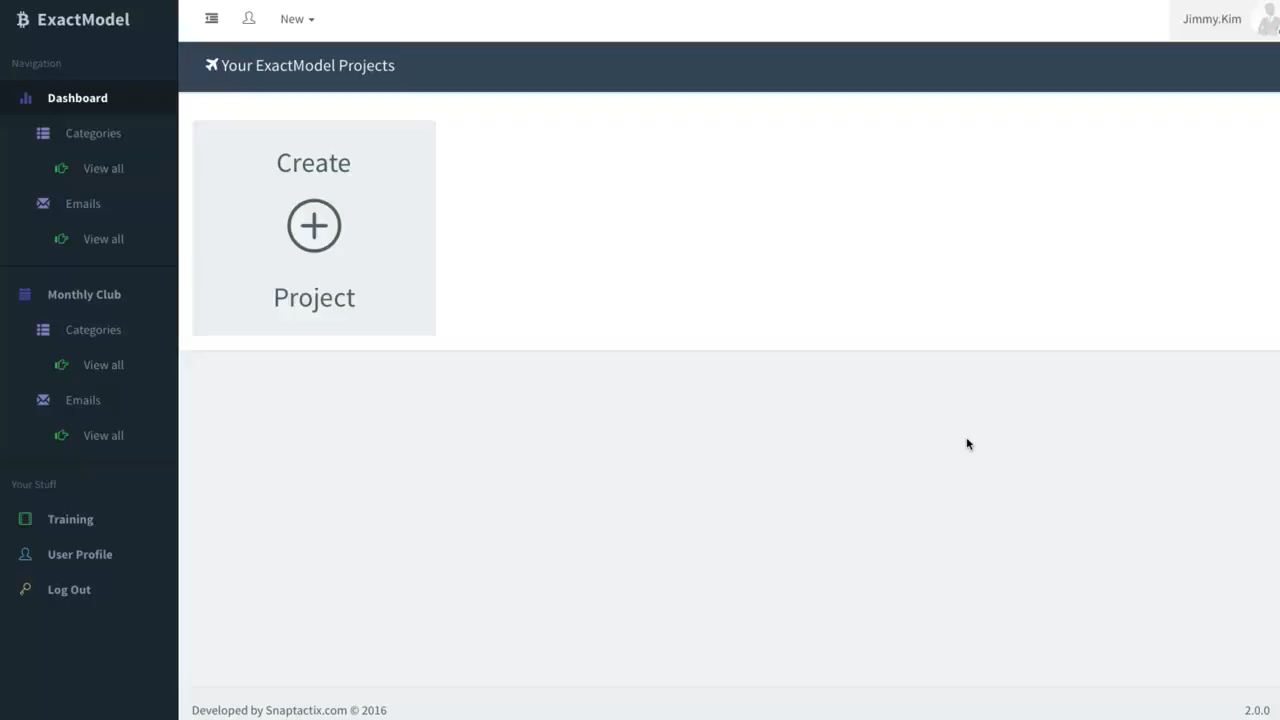 ExactModel
New
Jimmy.Kim
Navigation
Your ExactModel Projects
Dashboard
Categories
View all
Emails
View all
Monthly Club
Categories
View all
Emails
View all
Your Stuff
Training
User Profile
Log Out
Create
Project
Developed by Snaptactix.com © 2016
2.0.0